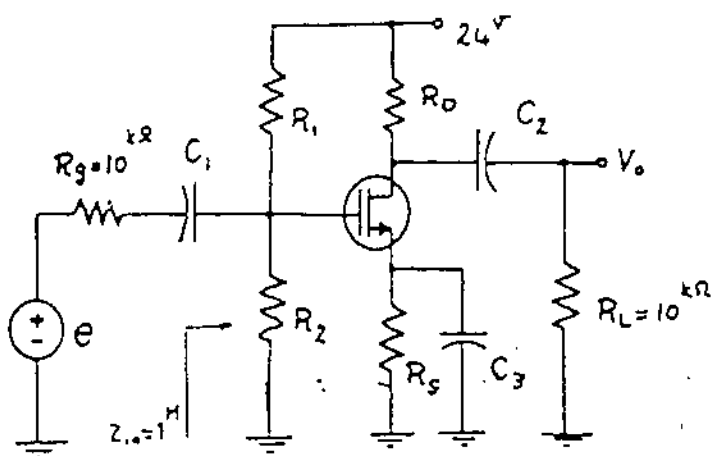 24v
R1
RD
C2
Rg=10kΩ
C1
Vo
+
-
e
R2
RS
C3
RL=10kΩ
Zin=1M